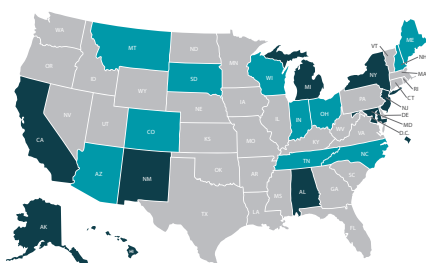 WA
MT
ND
MN
ME
VT
NH
OR
ID
SD
WI
MA
WY
MI
NY
RI
CT
IA
PA
NJ
NE
NV
UT
IL
IN
OH
DE
MD
D.C.
CA
CO
KS
MO
WV
VA
KY
NC
TN
AZ
NM
OK
AR
SC
AL
GA
MS
TX
LA
FL
AK
HI